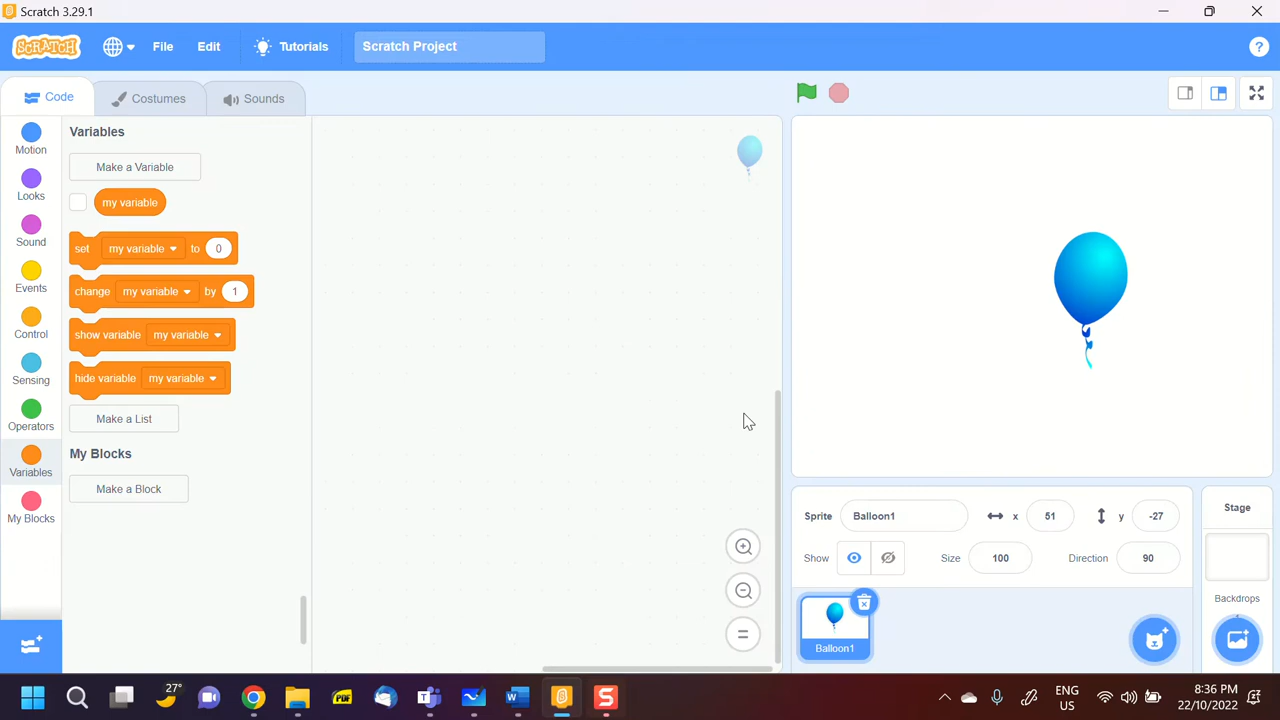 Scratch 3.29.1
SCRATCH File Edit Tutorials Scratch Project ?
Code Costumes Sounds
Motion
Looks
Sound
Events
Control
Sensing
Operators
Variables
My Blocks
Variables
Make a Variable
my variable
set my variable to 0
change my variable by 1
show variable my variable
hide variable my variable
Make a List
My Blocks
Make a Block
Sprite Balloon1 x 51 y -27
Show Size 100 Direction 90
Balloon1
Stage
Backdrops
27°
PDF
ENG
US
8:36 PM
22/10/2022